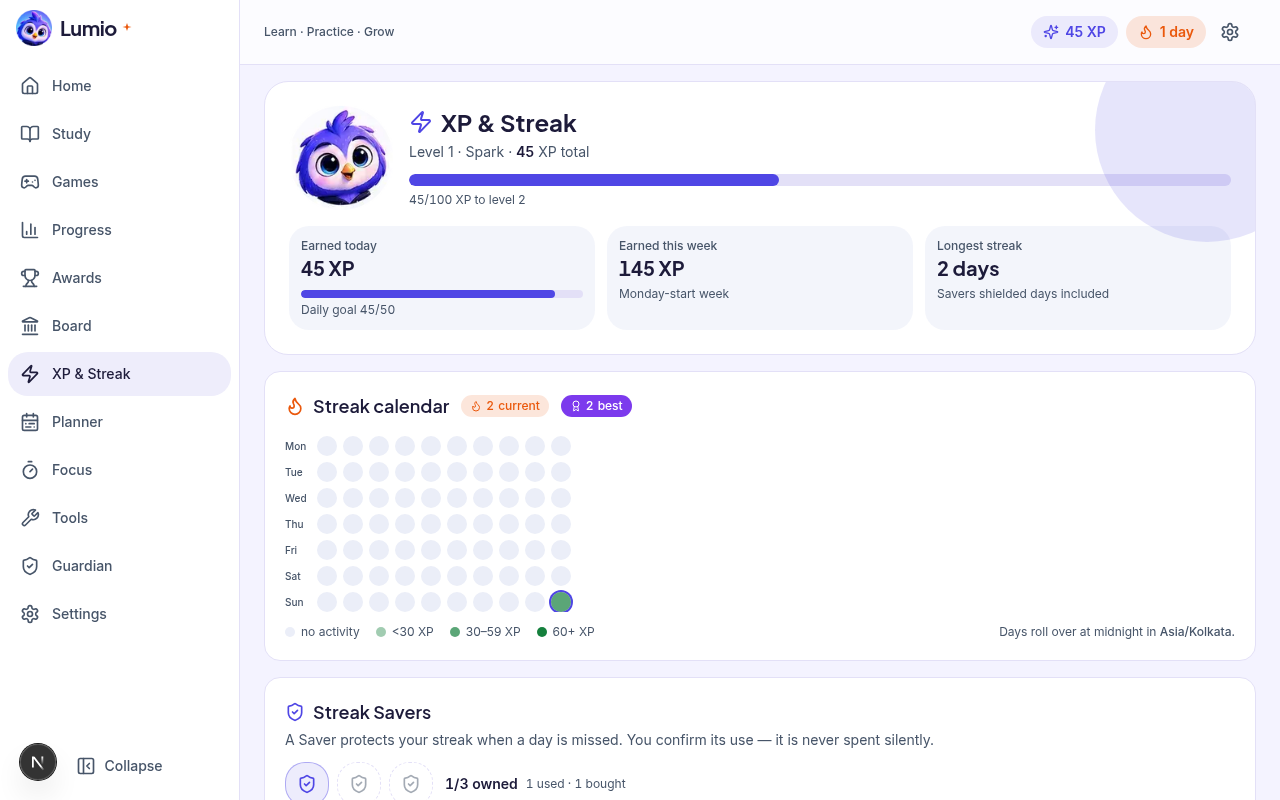 Lumio
Learn · Practice · Grow
45 XP
1 day
Home
Study
Games
Progress
Awards
Board
XP & Streak
Planner
Focus
Tools
Guardian
Settings
N
Collapse
XP & Streak
Level 1 · Spark · 45 XP total
45/100 XP to level 2
Earned today
45 XP
Daily goal 45/50
Earned this week
145 XP
Monday-start week
Longest streak
2 days
Savers shielded days included
Streak calendar
2 current
2 best
Mon
Tue
Wed
Thu
Fri
Sat
Sun
no activity
<30 XP
30–59 XP
60+ XP
Days roll over at midnight in Asia/Kolkata.
Streak Savers
A Saver protects your streak when a day is missed. You confirm its use — it is never spent silently.
1/3 owned
1 used · 1 bought